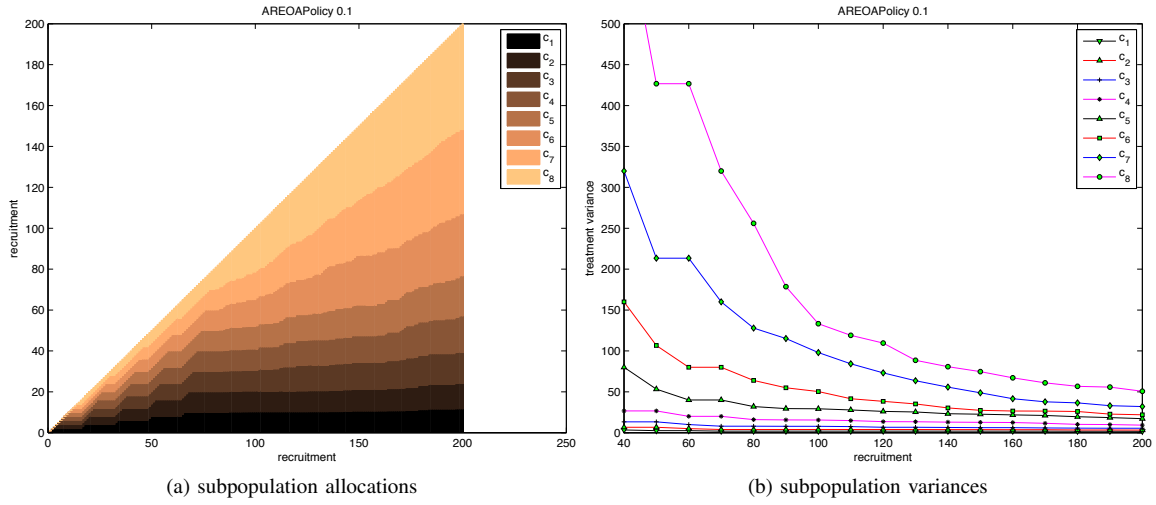 AREOAPolicy 0.1
200
180
160
140
120
100
80
60
40
20
0
recruitment
c1
c2
c3
c4
c5
c6
c7
c8
0 50 100 150 200 250
recruitment
(a) subpopulation allocations
AREOAPolicy 0.1
500
450
400
350
300
250
200
150
100
50
0
treatment variance
c1
c2
c3
c4
c5
c6
c7
c8
40 60 80 100 120 140 160 180 200
recruitment
(b) subpopulation variances